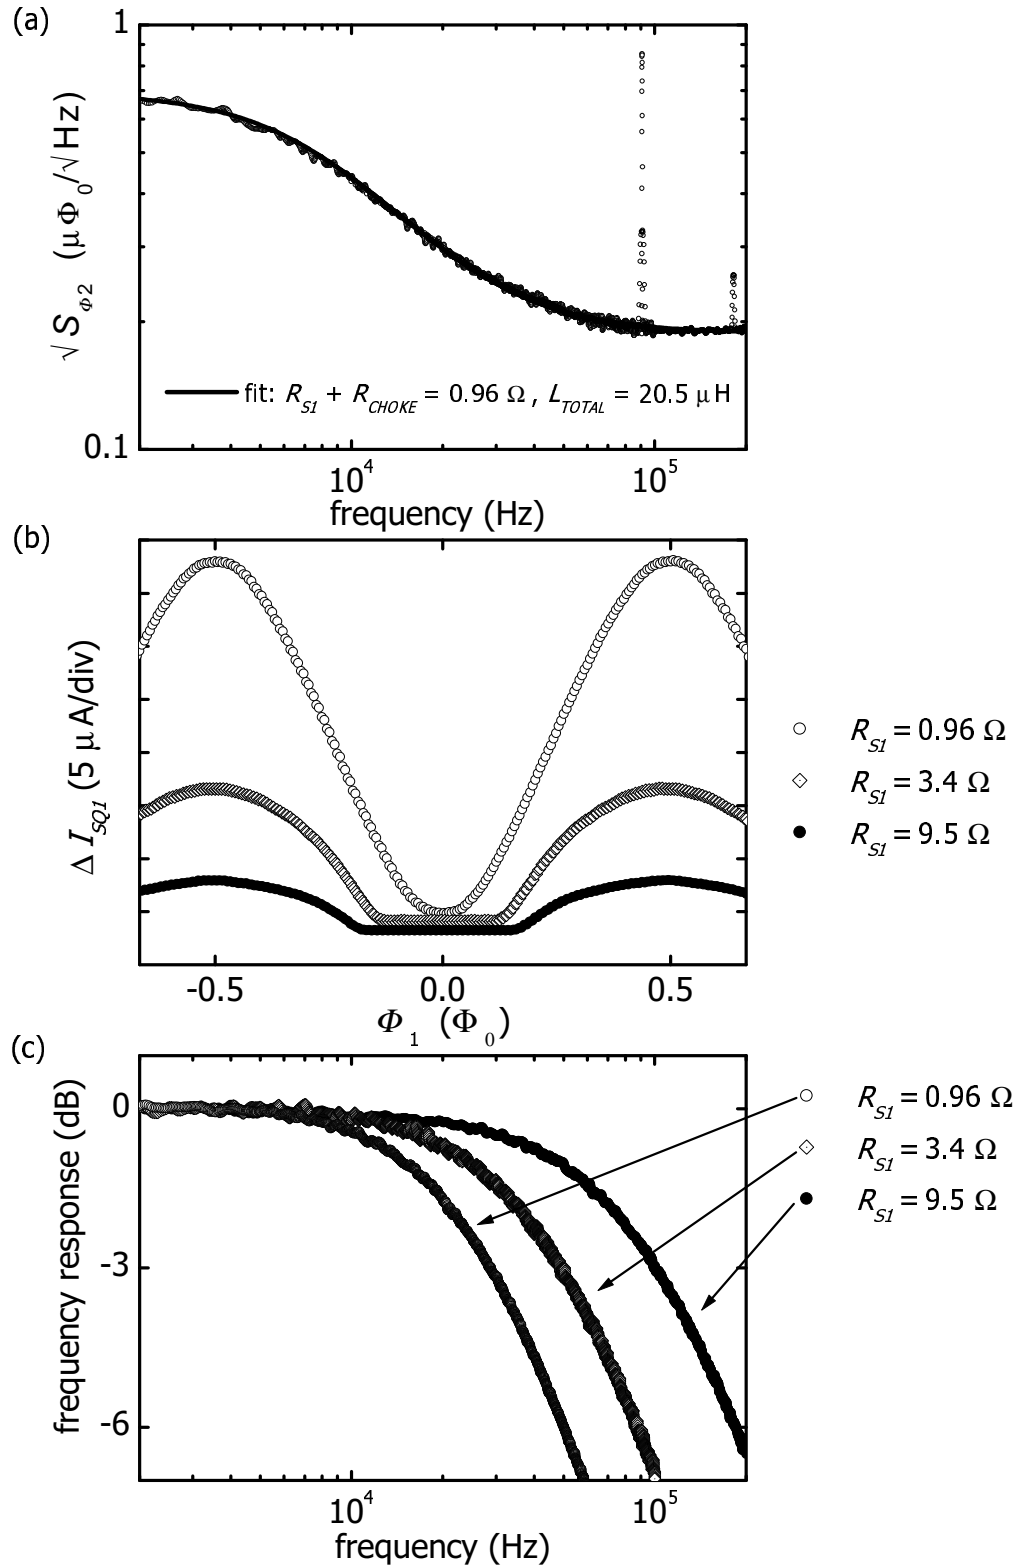 (a)
1
√S_Φ2 (μΦ_0/√Hz)
fit: R_S1 + R_CHOKE = 0.96 Ω , L_TOTAL = 20.5 μH
0.1
10^4 10^5
frequency (Hz)
(b)
Δ I_SQ1 (5 μA/div)
R_S1 = 0.96 Ω
R_S1 = 3.4 Ω
R_S1 = 9.5 Ω
-0.5 0.0 0.5
Φ_1 (Φ_0)
(c)
frequency response (dB)
0
-3
-6
R_S1 = 0.96 Ω
R_S1 = 3.4 Ω
R_S1 = 9.5 Ω
10^4 10^5
frequency (Hz)